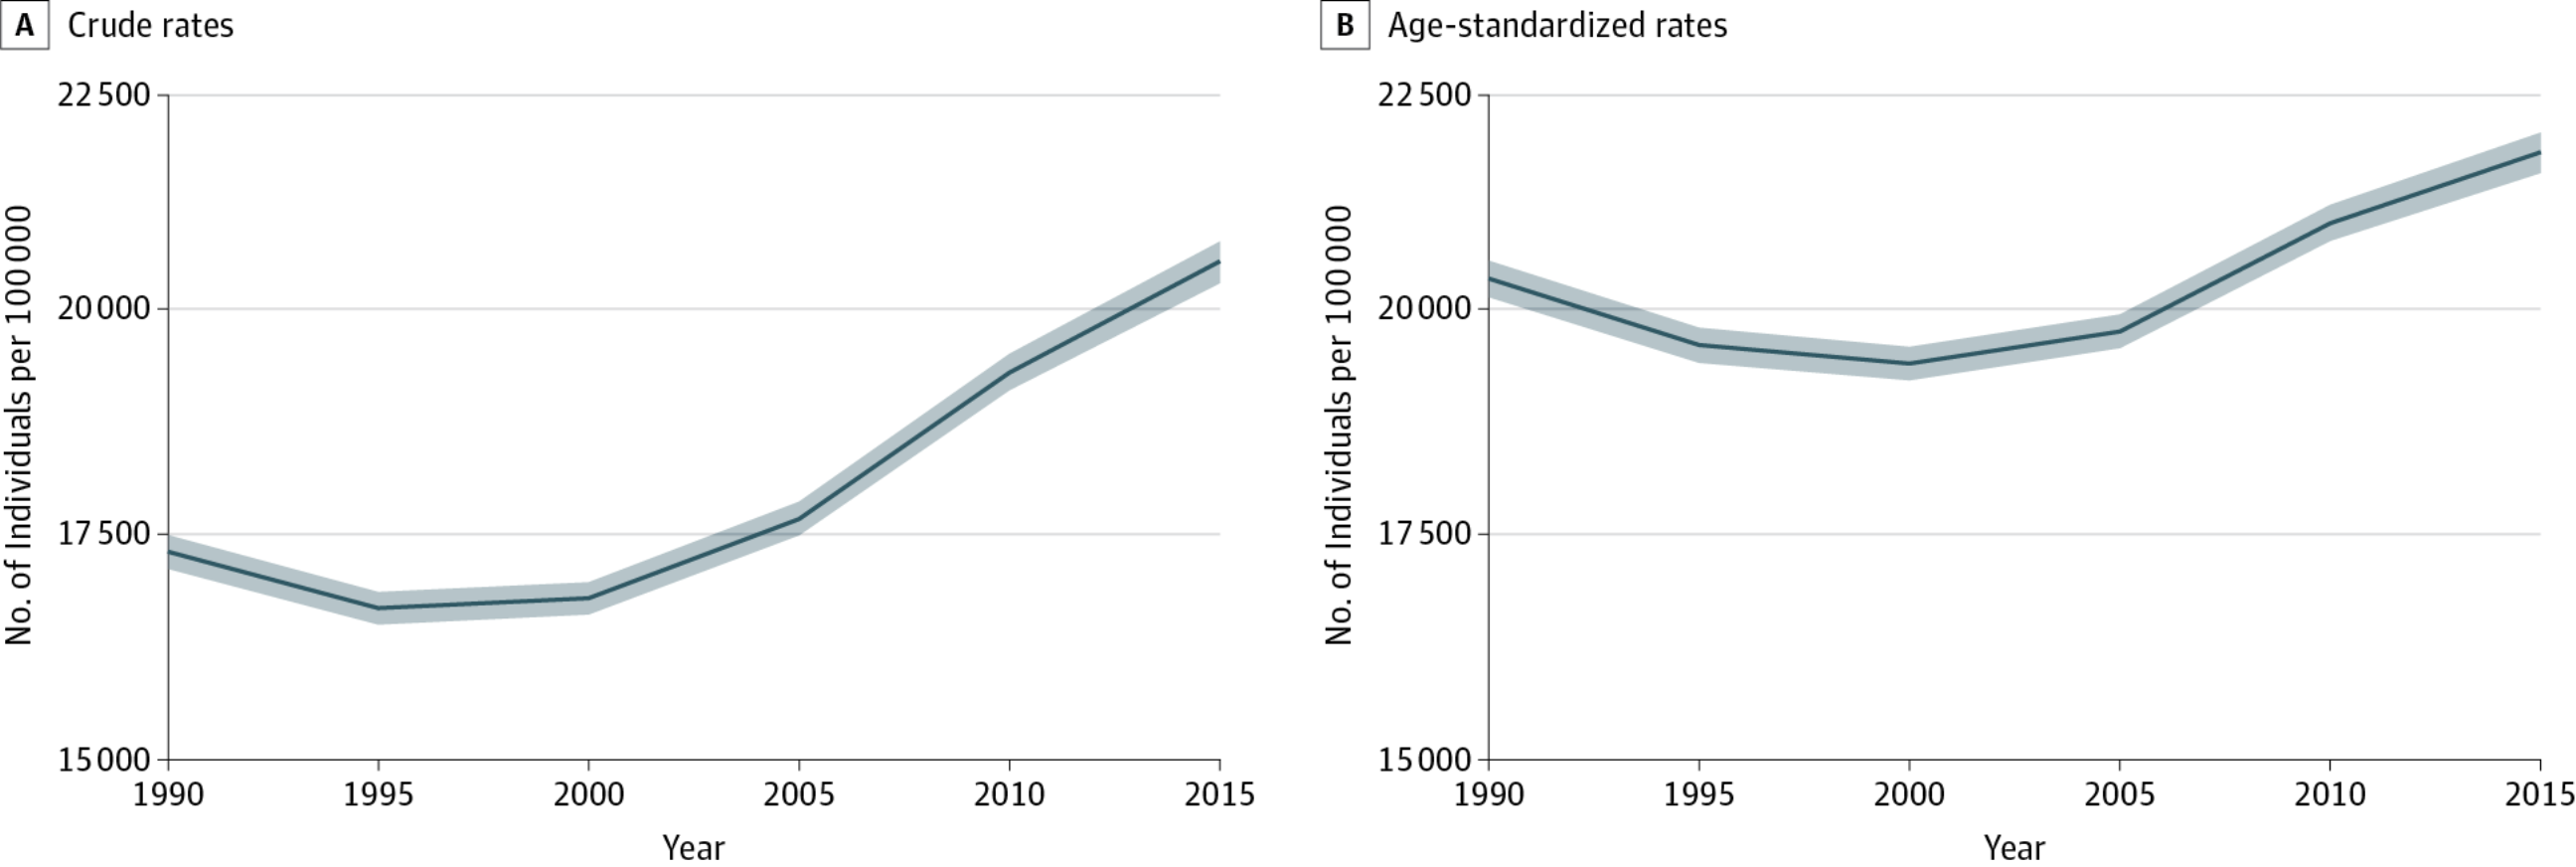 A Crude rates
22 500
20 000
17 500
15 000
No. of Individuals per 100 000
1990 1995 2000 2005 2010 2015
Year
B Age-standardized rates
22 500
20 000
17 500
15 000
No. of Individuals per 100 000
1990 1995 2000 2005 2010 2015
Year